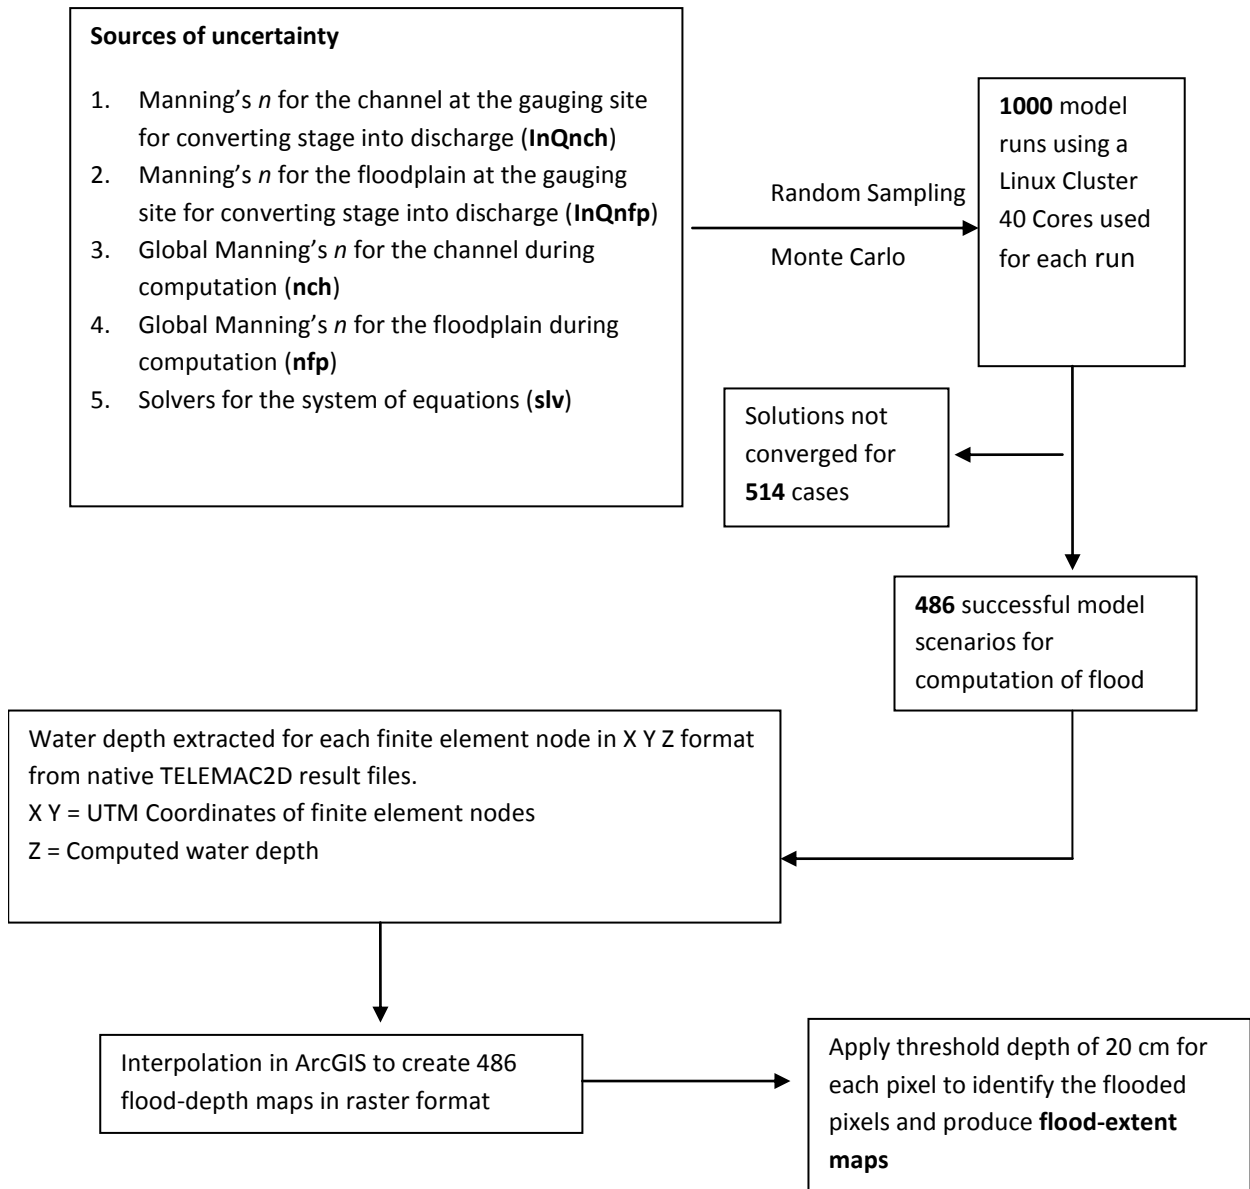 Sources of uncertainty
1. Manning’s n for the channel at the gauging site
for converting stage into discharge (InQnch)
2. Manning’s n for the floodplain at the gauging
site for converting stage into discharge (InQnfp)
3. Global Manning’s n for the channel during
computation (nch)
4. Global Manning’s n for the floodplain during
computation (nfp)
5. Solvers for the system of equations (slv)
Random Sampling
Monte Carlo
1000 model
runs using a
Linux Cluster
40 Cores used
for each run
Solutions not
converged for
514 cases
486 successful model
scenarios for
computation of flood
Water depth extracted for each finite element node in X Y Z format
from native TELEMAC2D result files.
X Y = UTM Coordinates of finite element nodes
Z = Computed water depth
Interpolation in ArcGIS to create 486
flood-depth maps in raster format
Apply threshold depth of 20 cm for
each pixel to identify the flooded
pixels and produce flood-extent
maps